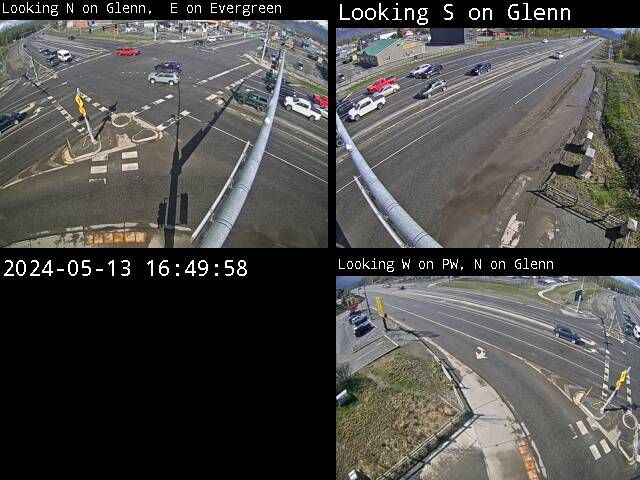 Looking N on Glenn,  E on Evergreen
Looking S on Glenn
2024-05-13 16:49:58
Looking W on PW, N on Glenn